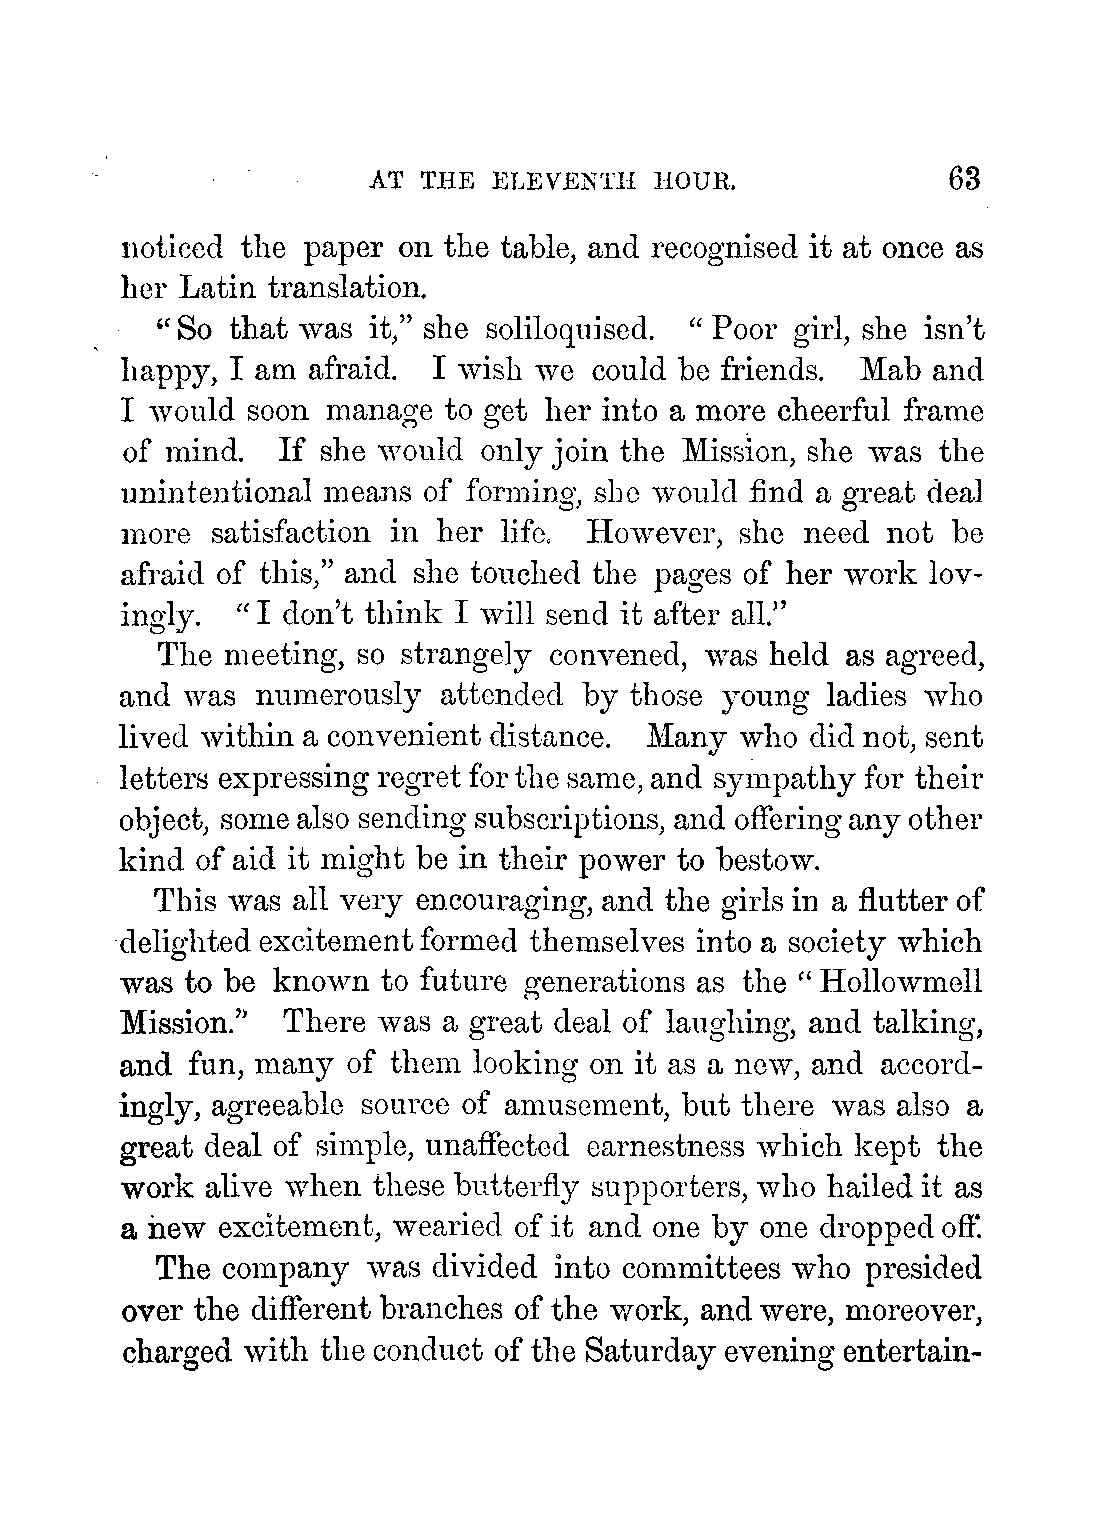 AT THE ELEVENTH HOUR. 63
noticed the paper on the table, and recognised it at once as
her Latin translation.
"So that was it," she soliloquised. "Poor girl, she isn't
happy, I am afraid. I wish we could be friends. Mab and
I would soon manage to get her into a more cheerful frame
of mind. If she would only join the Mission, she was the
unintentional means of forming, she would find a great deal
more satisfaction in her life. However, she need not be
afraid of this," and she touched the pages of her work lov-
ingly. "I don't think I will send it after all."
The meeting, so strangely convened, was held as agreed,
and was numerously attended by those young ladies who
lived within a convenient distance. Many who did not, sent
letters expressing regret for the same, and sympathy for their
object, some also sending subscriptions, and offering any other
kind of aid it might be in their power to bestow.
This was all very encouraging, and the girls in a flutter of
delighted excitement formed themselves into a society which
was to be known to future generations as the "Hollowmell
Mission." There was a great deal of laughing, and talking,
and fun, many of them looking on it as a new, and accord-
ingly, agreeable source of amusement, but there was also a
great deal of simple, unaffected earnestness which kept the
work alive when these butterfly supporters, who hailed it as
a new excitement, wearied of it and one by one dropped off.
The company was divided into committees who presided
over the different branches of the work, and were, moreover,
charged with the conduct of the Saturday evening entertain-